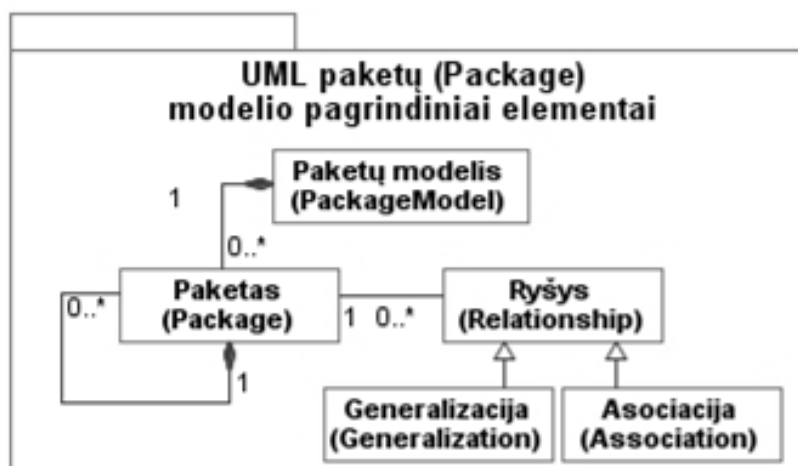 UML paketų (Package)
modelio pagrindiniai elementai
Paketų modelis
(PackageModel)
1
0..*
Paketas
(Package)
0..*
1
1 0..*
Ryšys
(Relationship)
Generalizacija
(Generalization)
Asociacija
(Association)